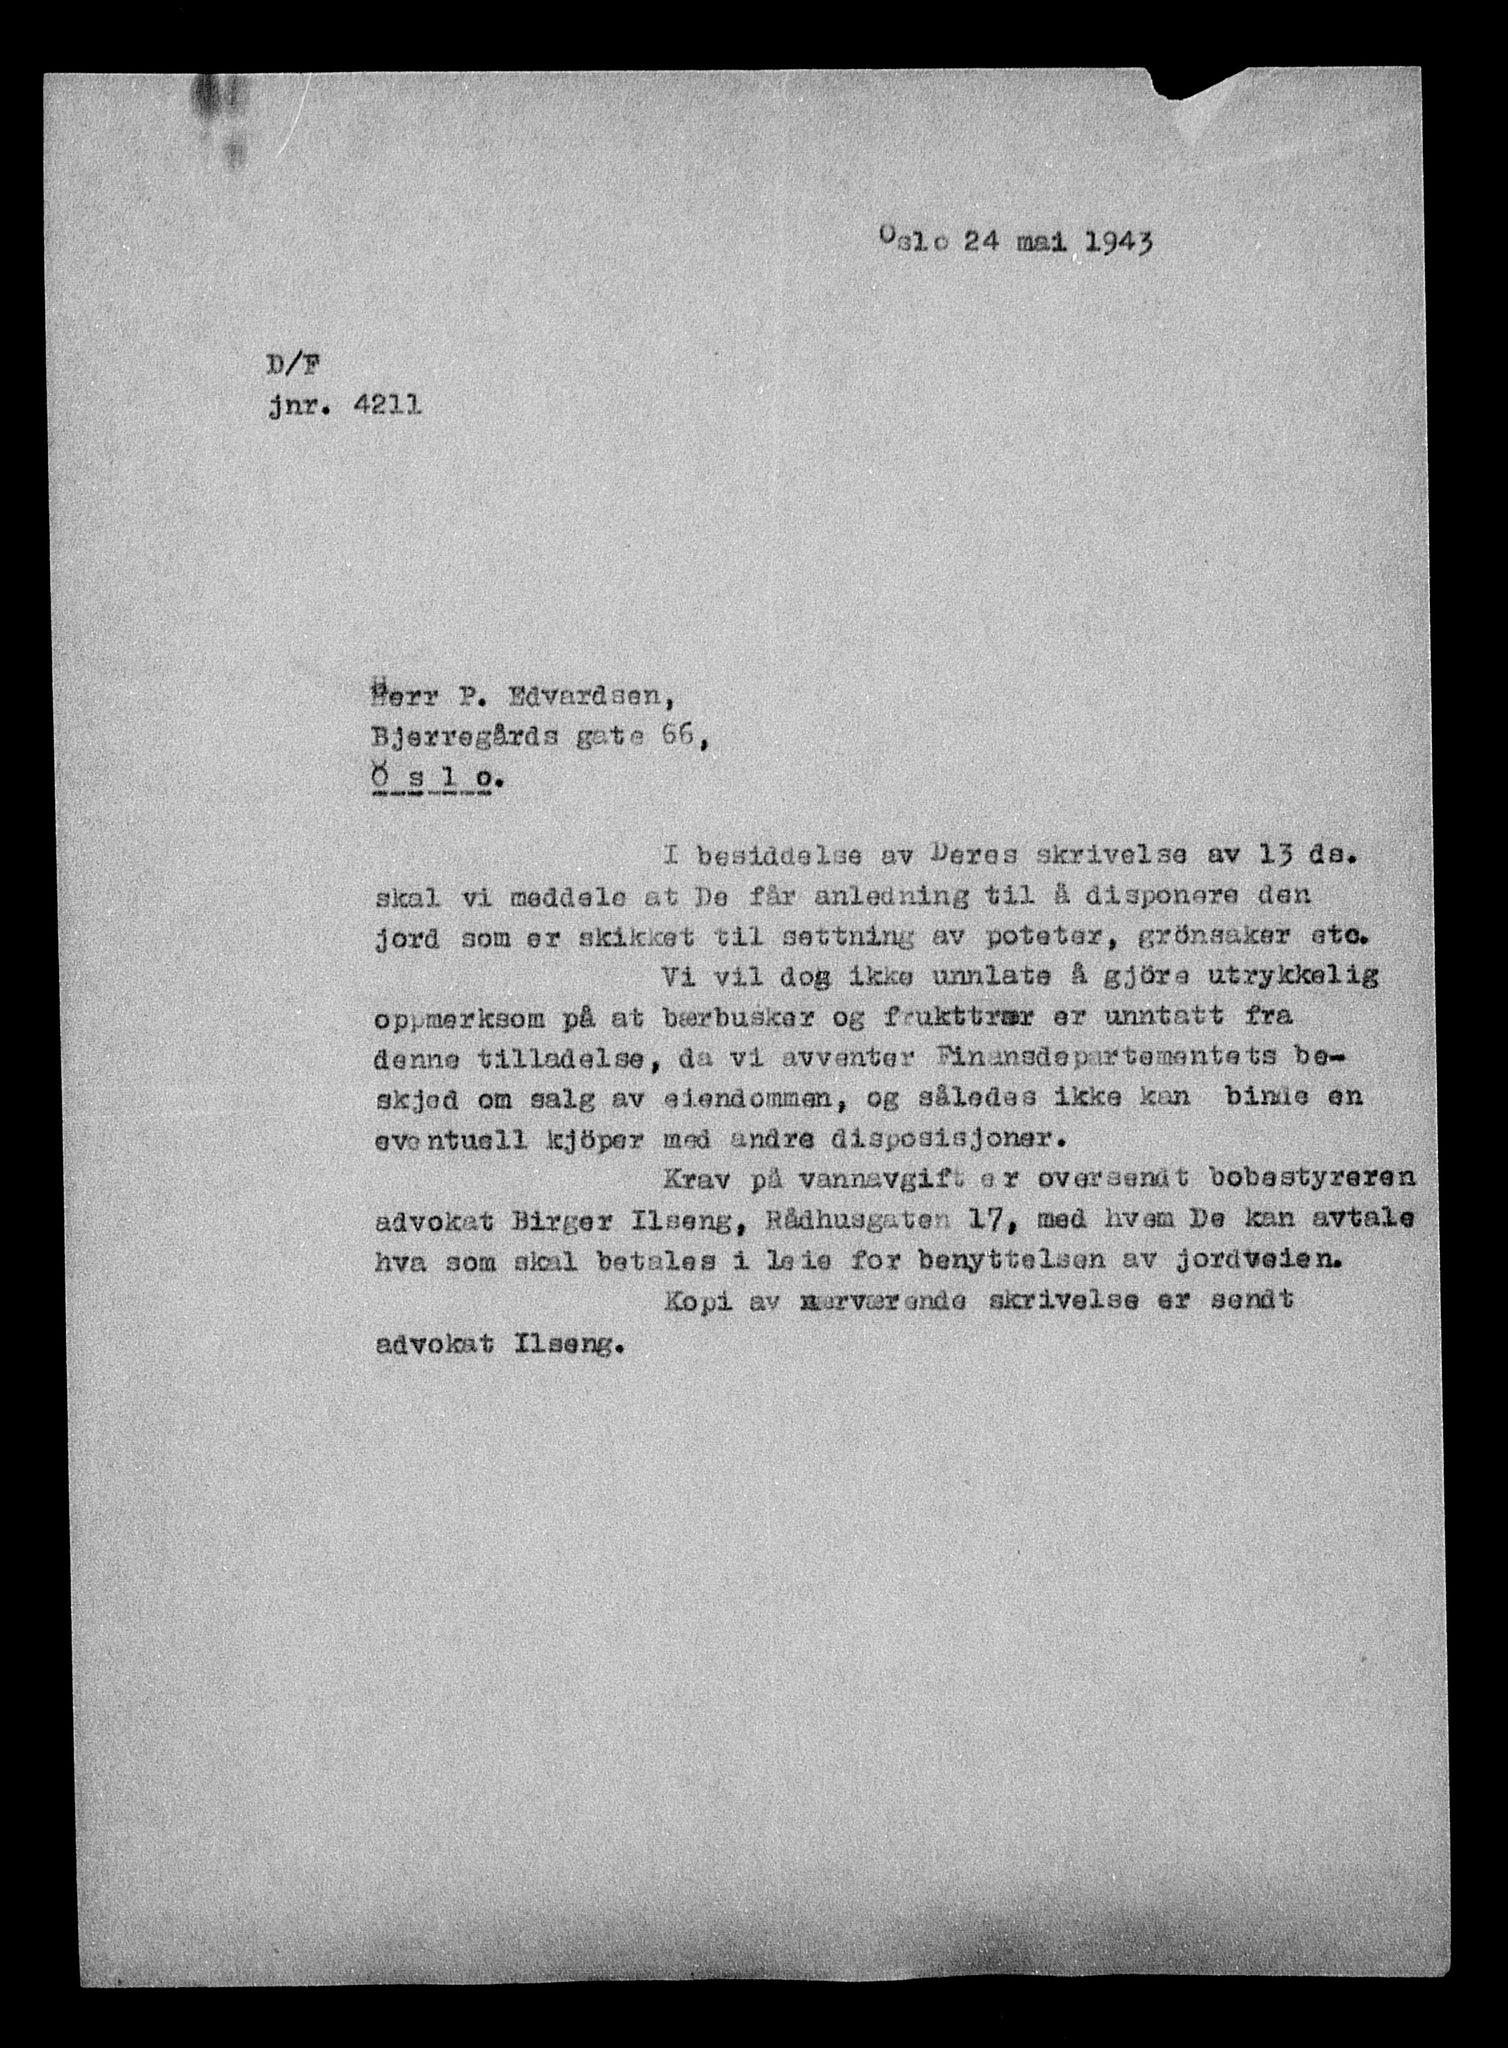 Oslo 24 mai 1943
D/F
jnr. 4211
Herr P. Edvardsen,
Bjerregårds gate 66,
O s l o.
I besiddelse av Deres skrivelse av 13 ds.
skal vi meddele at De får anledning til å disponere den
jord som er skikket til settning av poteter, grönsaker etc.
Vi vil dog ikke unnlate å gjöre utrykkelig
oppmerksom på at bærbusker og frukttrær er unntatt fra
denne tilladelse, da vi avventer Finansdepartementets be-
skjed om salg av eiendommen, og således ikke kan binde en
eventuell kjöper med andre disposisjoner.
Krav på vannavgift er oversendt bobestyreren
advokat Birger Ilseng, Rådhusgaten 17, med hvem De kan avtale
hva som skal betales i leie for benyttelsen av jordveien.
Kopi av nærværende skrivelse er sendt
advokat Ilseng.